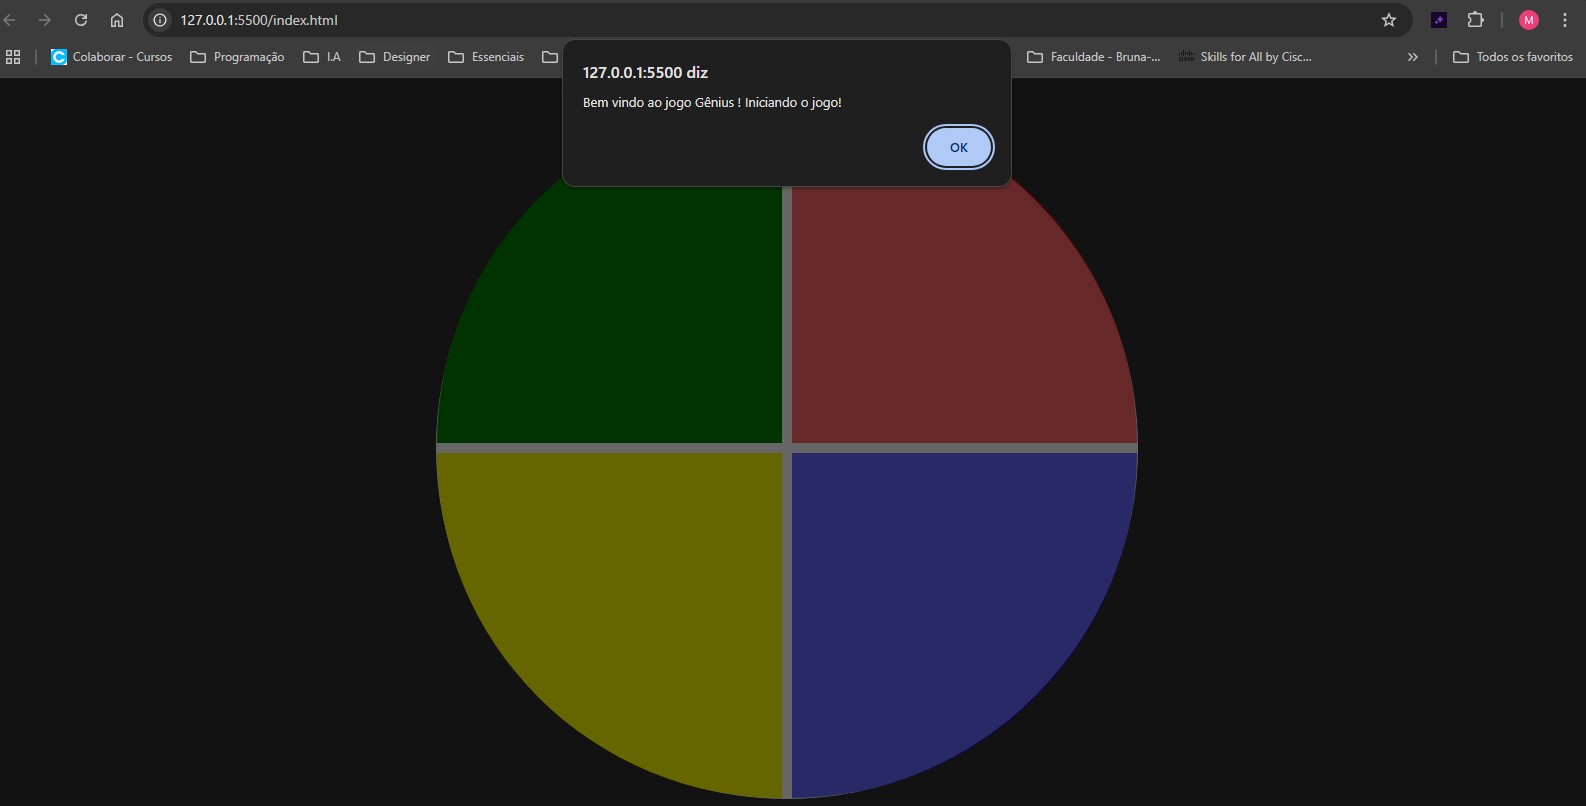 127.0.0.1:5500/index.html
M
C Colaborar - Cursos Programação I.A Designer Essenciais Faculdade - Bruna-... Skills for All by Cisc... Todos os favoritos
127.0.0.1:5500 diz
Bem vindo ao jogo Gênius ! Iniciando o jogo!
OK